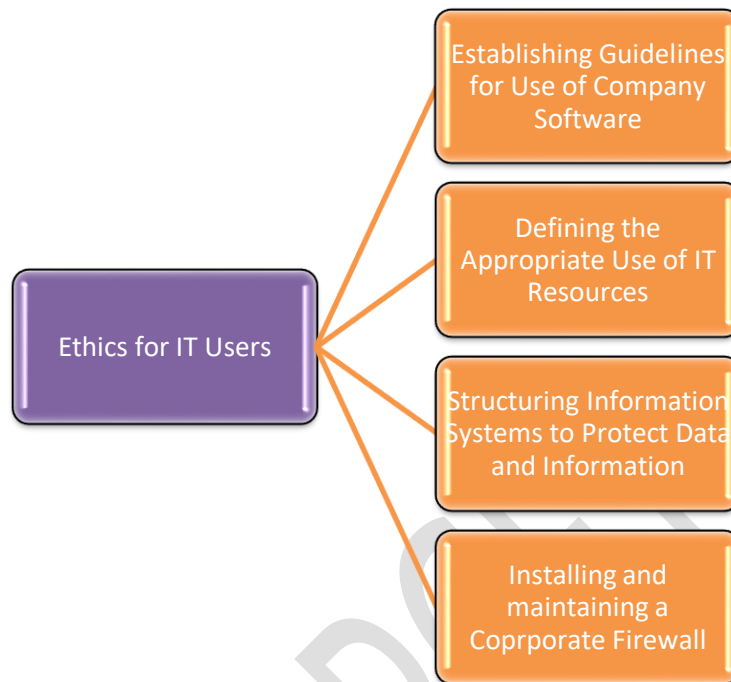 Establishing Guidelines
for Use of Company
Software
Defining the
Appropriate Use of IT
Resources
Ethics for IT Users
Structuring Information
Systems to Protect Data
and Information
Installing and
maintaining a
Coprporate Firewall